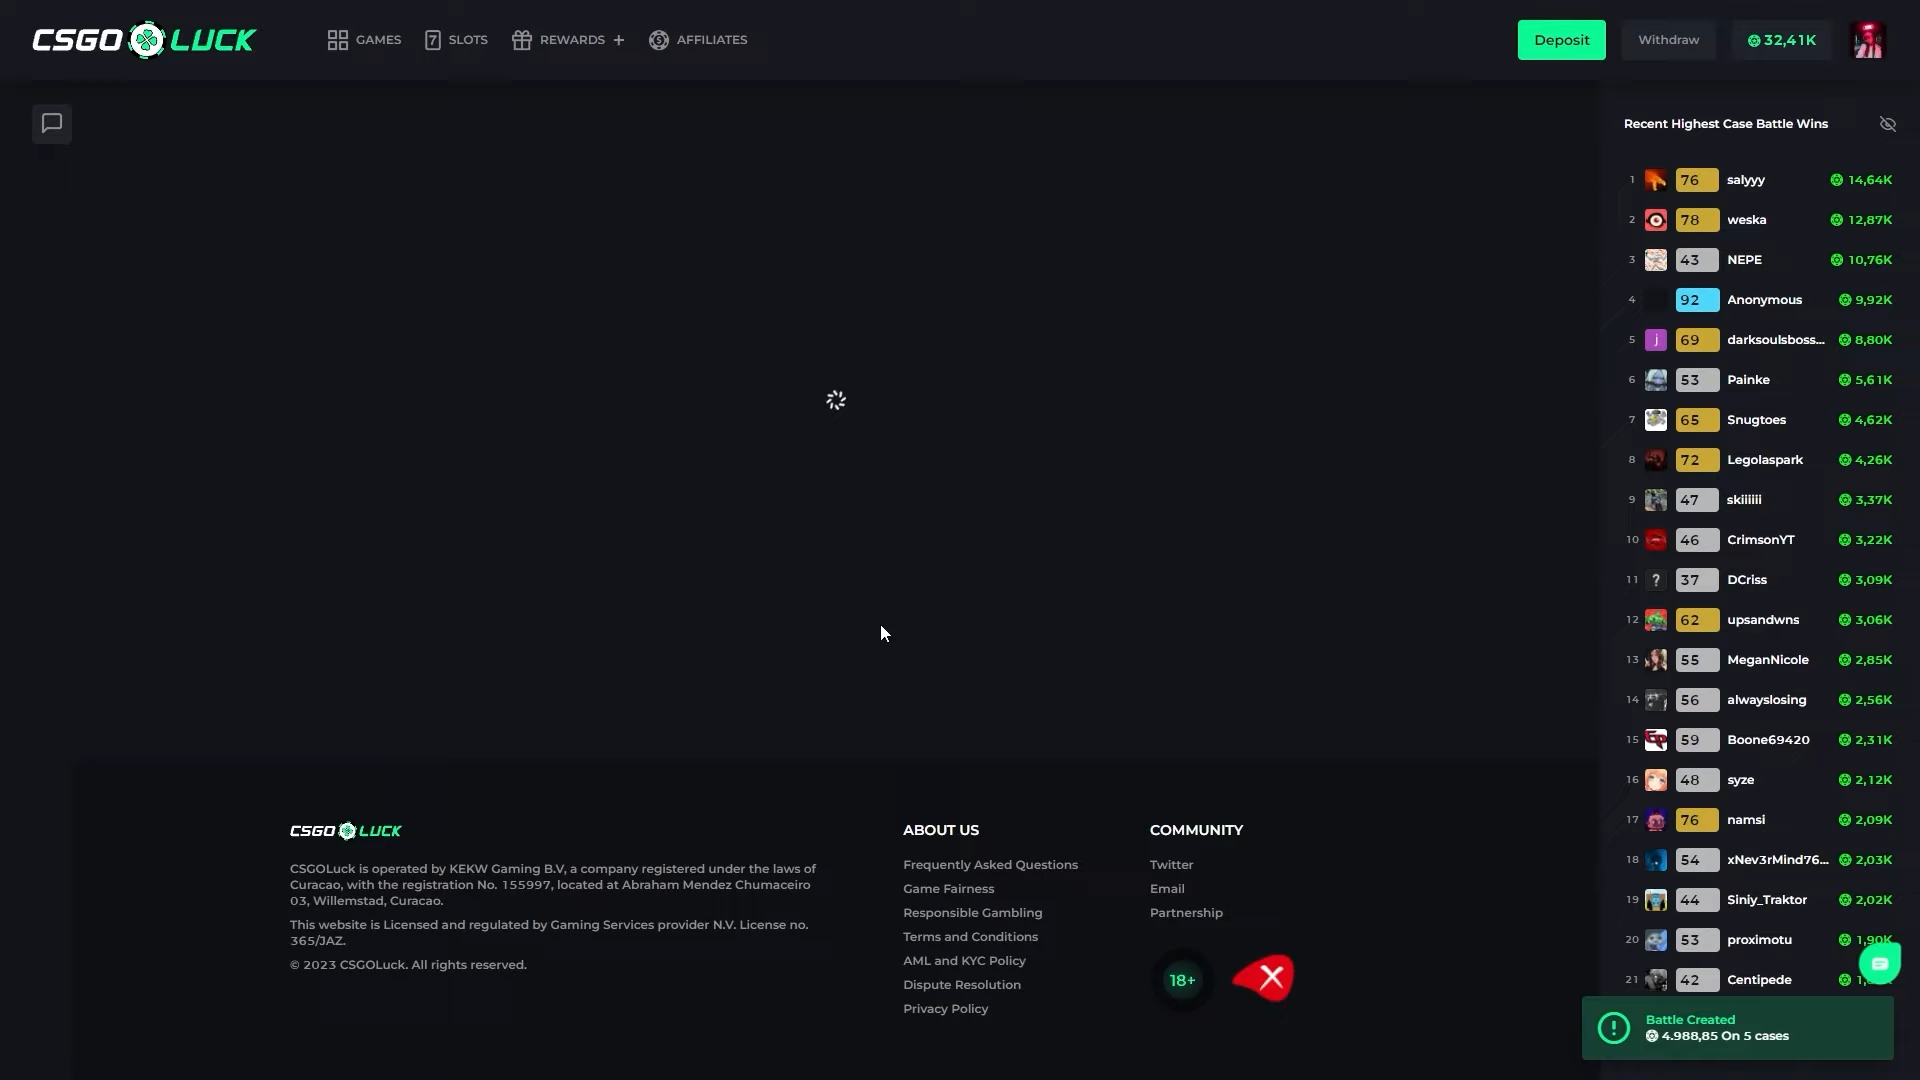 CSGO LUCK
GAMES
SLOTS
REWARDS +
AFFILIATES
Deposit
Withdraw
32,41K
Recent Highest Case Battle Wins
1 76 salyyy 14,64K
2 78 weska 12,87K
3 43 NEPE 10,76K
4 92 Anonymous 9,92K
5 j 69 darksoulsboss... 8,80K
6 53 Painke 5,61K
7 65 Snugtoes 4,62K
8 72 Legolaspark 4,26K
9 47 skiiiiii 3,37K
10 46 CrimsonYT 3,22K
11 ? 37 DCriss 3,09K
12 62 upsandwns 3,06K
13 55 MeganNicole 2,85K
14 56 alwayslosing 2,56K
15 59 Boone69420 2,31K
16 48 syze 2,12K
17 76 namsi 2,09K
18 54 xNev3rMind76... 2,03K
19 44 Siniy_Traktor 2,02K
20 53 proximotu 1,90K
21 42 Centipede
Battle Created
4.988,85 On 5 cases
CSGO LUCK
CSGOLuck is operated by KEKW Gaming B.V, a company registered under the laws of
Curacao, with the registration No. 155997, located at Abraham Mendez Chumaceiro
03, Willemstad, Curacao.
This website is Licensed and regulated by Gaming Services provider N.V. License no.
365/JAZ.
© 2023 CSGOLuck. All rights reserved.
ABOUT US
Frequently Asked Questions
Game Fairness
Responsible Gambling
Terms and Conditions
AML and KYC Policy
Dispute Resolution
Privacy Policy
COMMUNITY
Twitter
Email
Partnership
18+